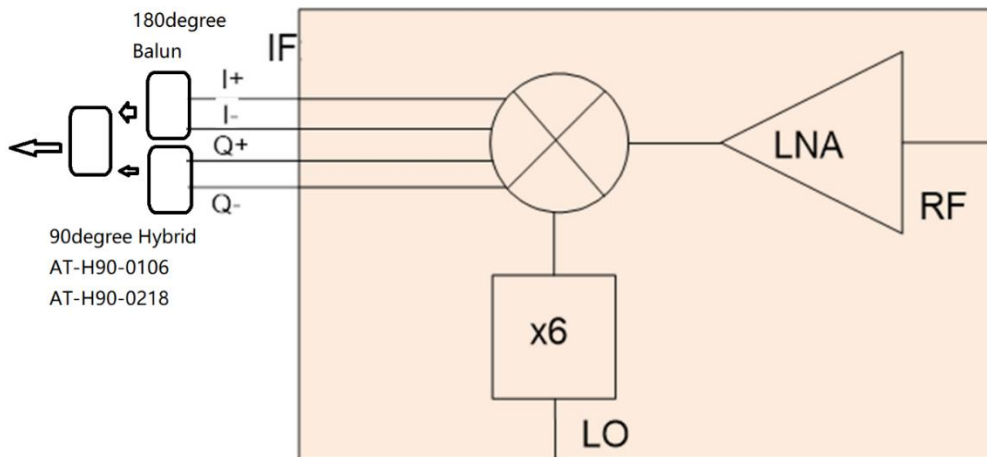 180degree
Balun
IF
I+
I-
Q+
Q-
LNA
RF
90degree Hybrid
AT-H90-0106
AT-H90-0218
x6
LO